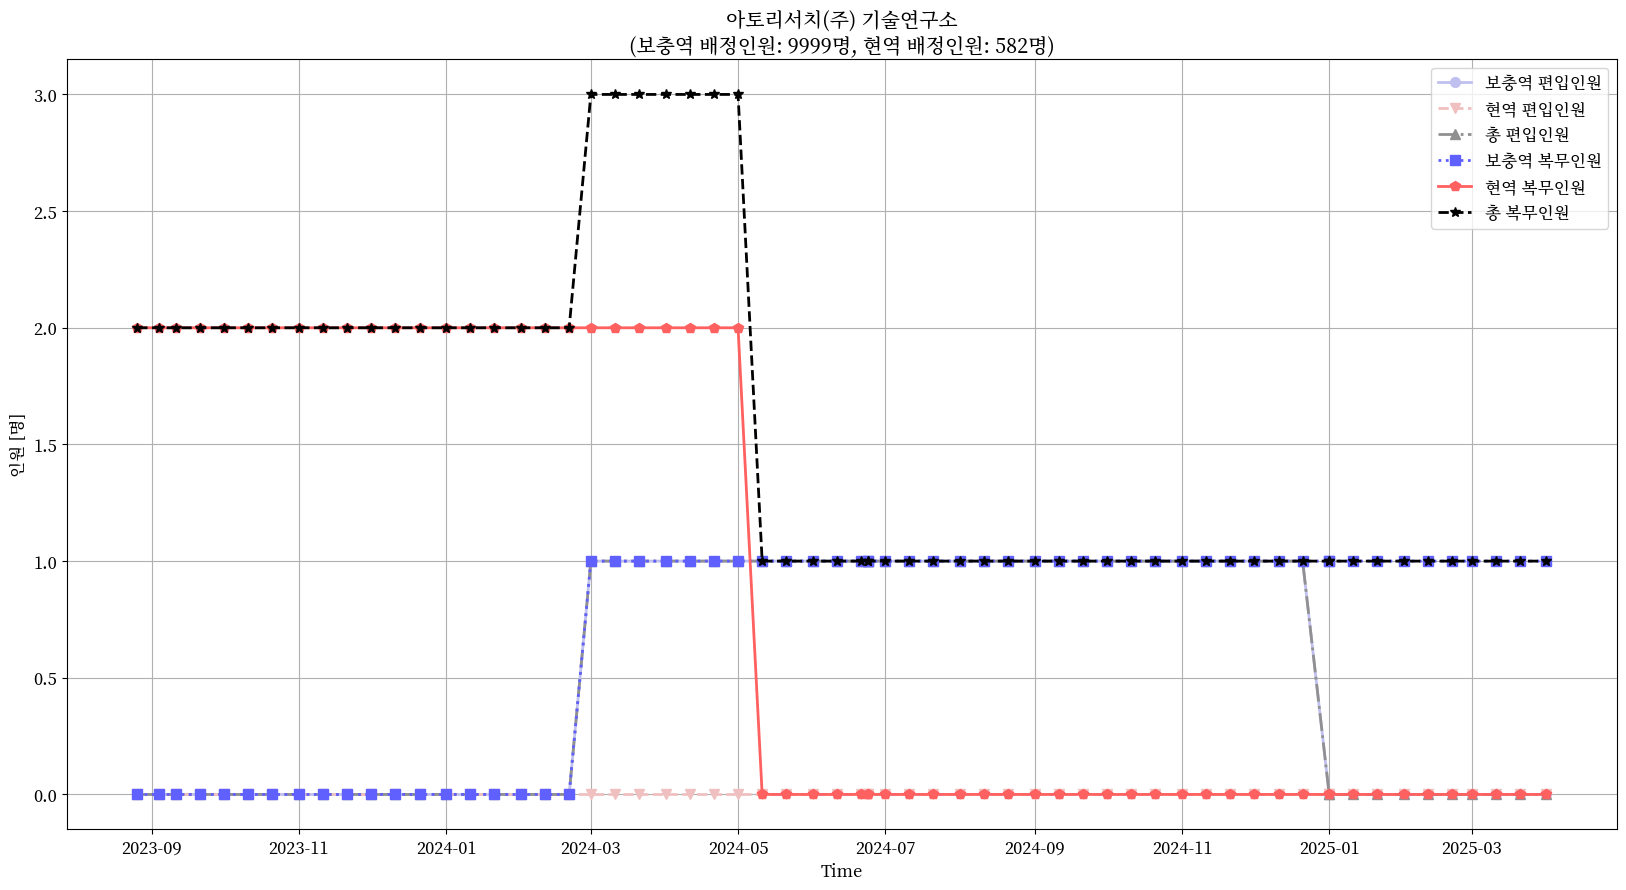 아토리서치(주) 기술연구소
(보충역 배정인원: 9999명, 현역 배정인원: 582명)
보충역 편입인원
현역 편입인원
총 편입인원
보충역 복무인원
현역 복무인원
총 복무인원
인원 [명]
3.0
2.5
2.0
1.5
1.0
0.5
0.0
2023-09 2023-11 2024-01 2024-03 2024-05 2024-07 2024-09 2024-11 2025-01 2025-03
Time